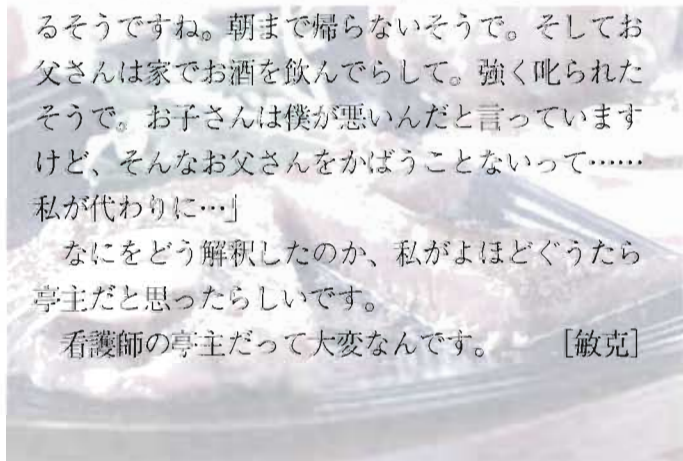 るそうですね。朝まで帰らないそうで。そしてお
父さんは家でお酒を飲んでらして。強く叱られた
そうで。お子さんは僕が悪いんだと言っています
けど、そんなお父さんをかばうことないって……
私が代わりに…」
なにをどう解釈したのか、私がよほどぐうたら
亭主だと思ったらしいです。
看護師の亭主だって大変なんです。　　[敏克]